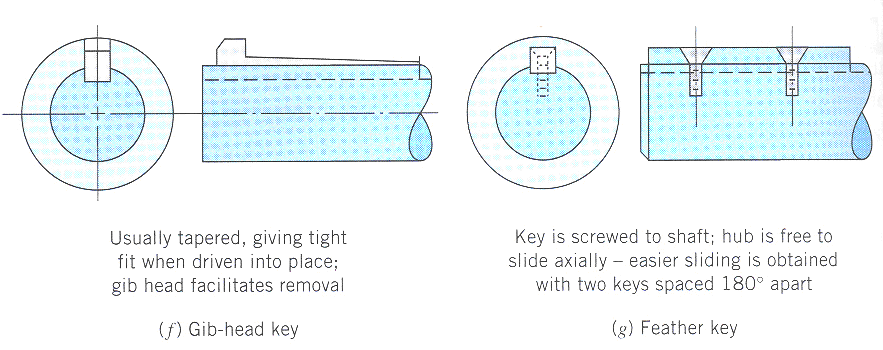 Usually tapered, giving tight
fit when driven into place;
gib head facilitates removal
(f) Gib-head key
Key is screwed to shaft; hub is free to
slide axially – easier sliding is obtained
with two keys spaced 180° apart
(g) Feather key